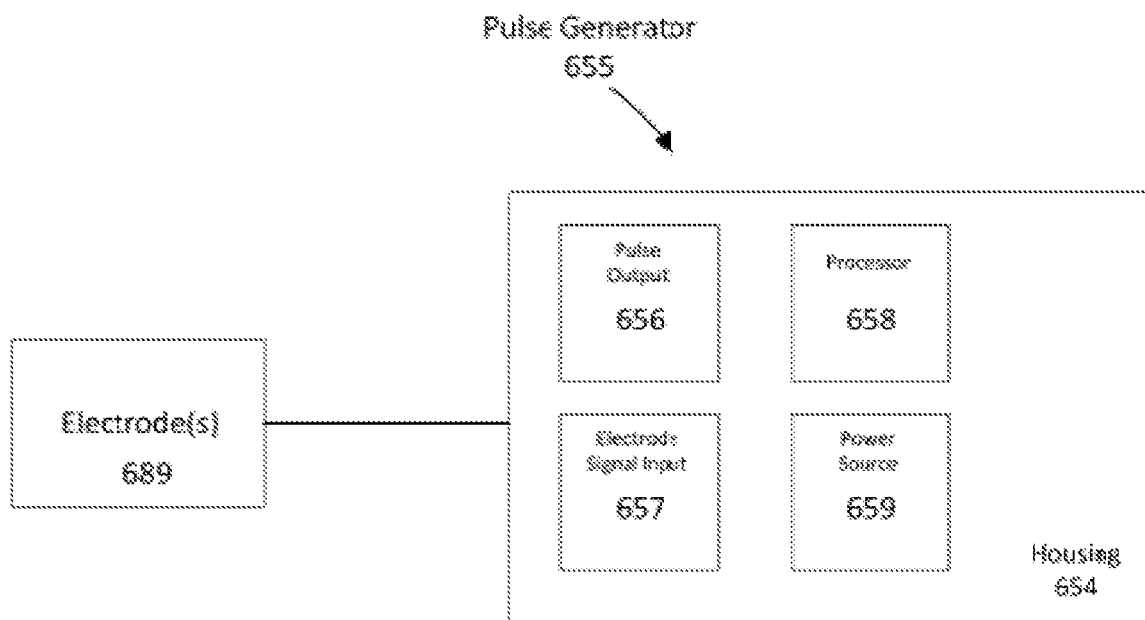 Pulse Generator
655
Pulse
Output
656
Processor
658
Electrode(s)
689
Electrode
Signal Input
657
Power
Source
659
Housing
654